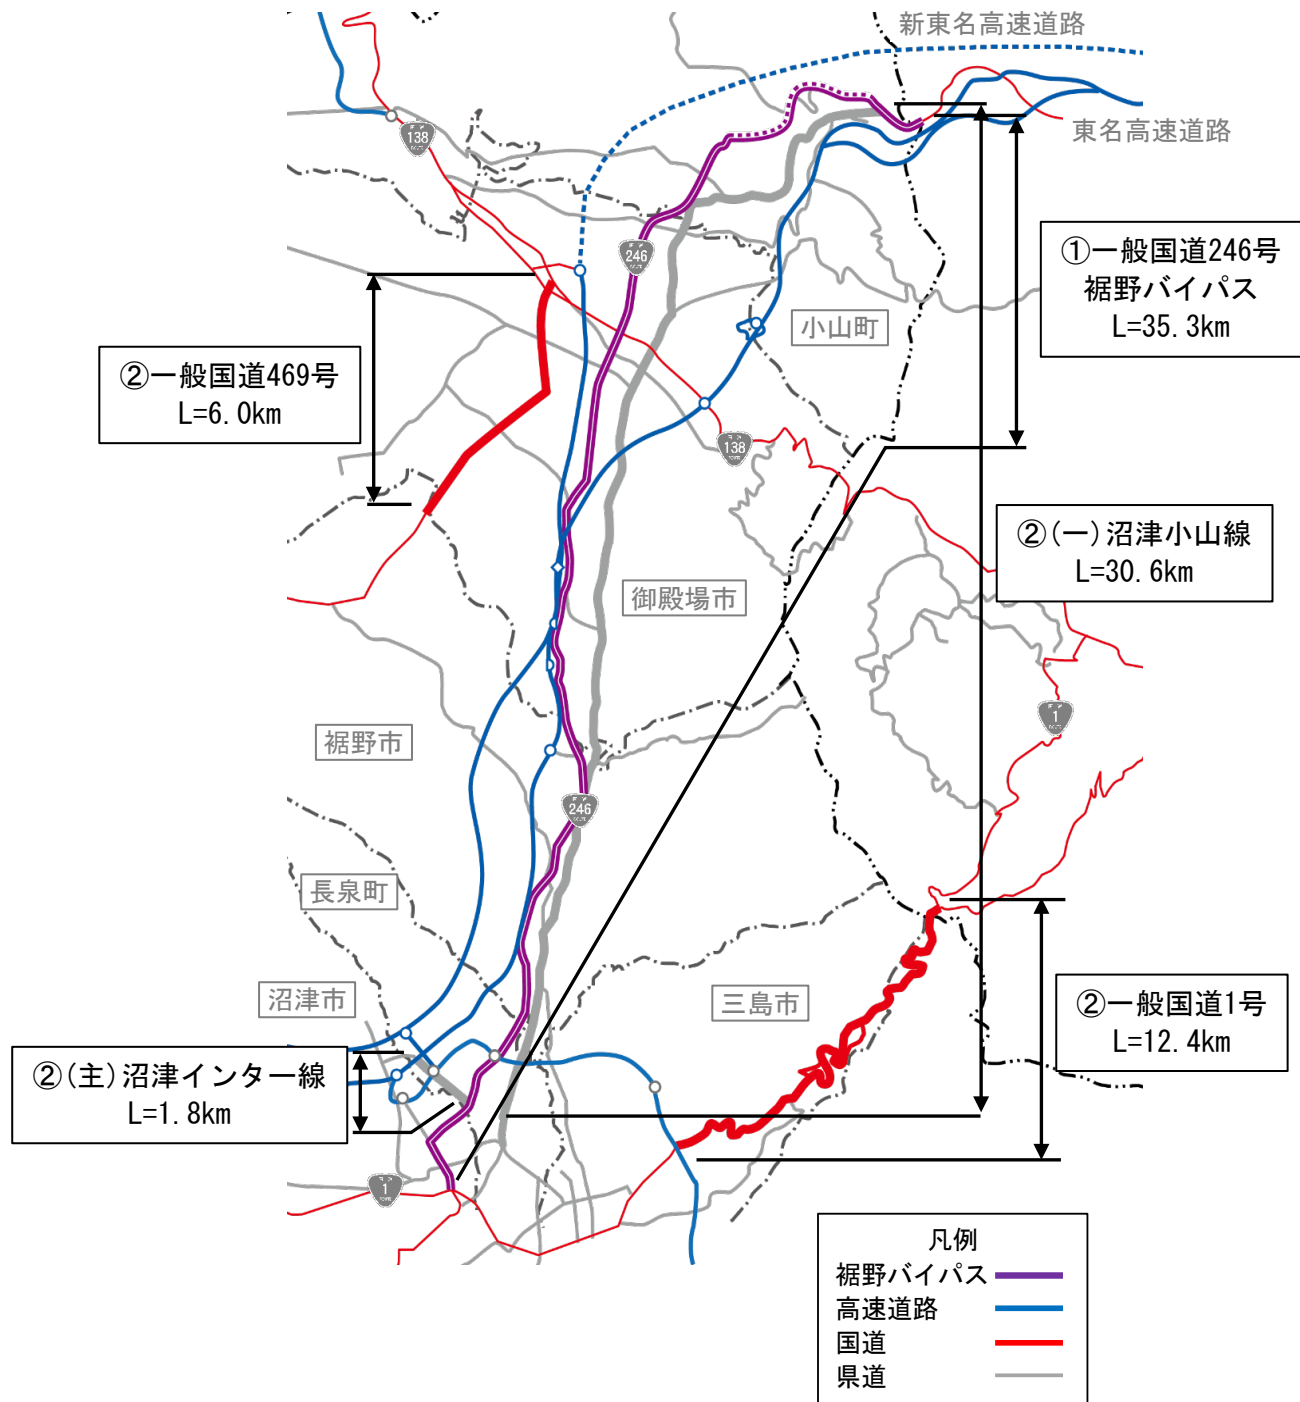 新東名高速道路
東名高速道路
138
246
①一般国道246号
裾野バイパス
L=35.3km
小山町
②一般国道469号
L=6.0km
138
②(一)沼津小山線
L=30.6km
御殿場市
1
裾野市
246
長泉町
沼津市
三島市
②一般国道1号
L=12.4km
②(主)沼津インター線
L=1.8km
1
凡例
裾野バイパス
高速道路
国道
県道